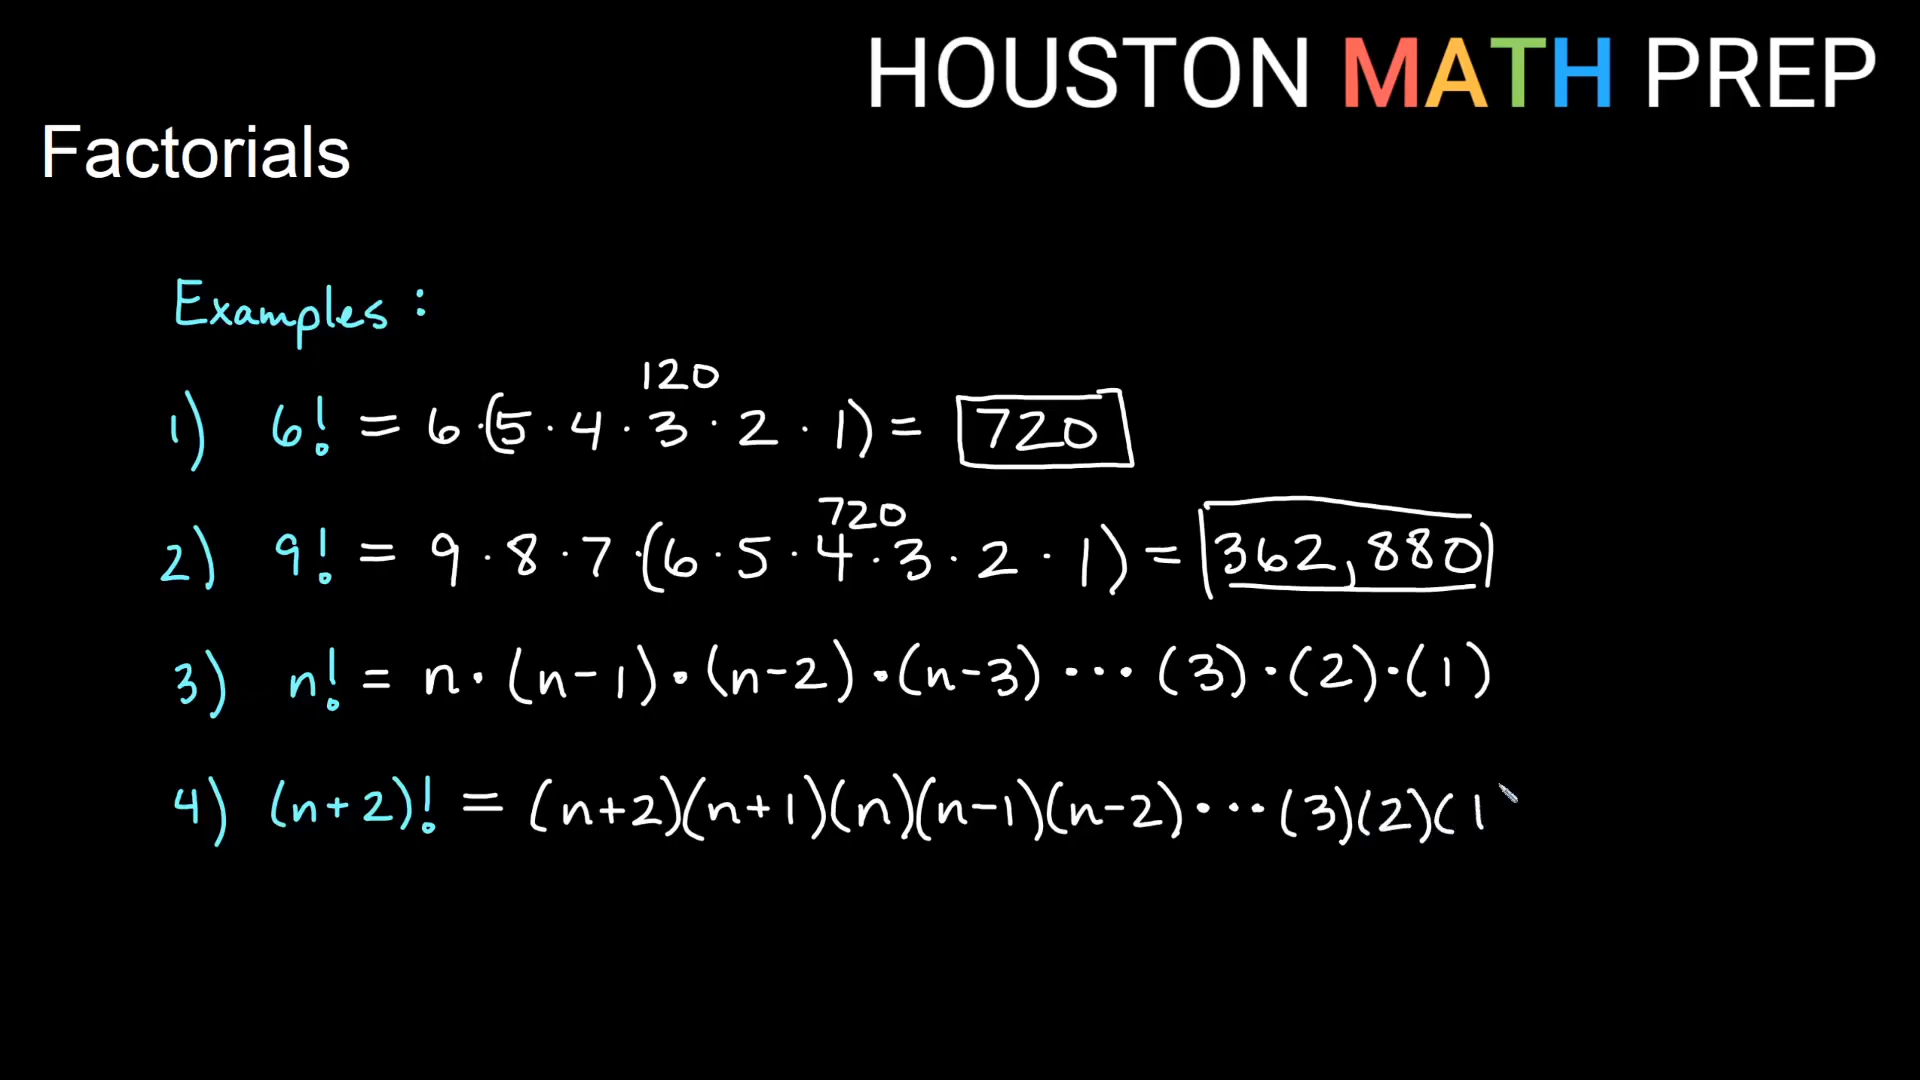 HOUSTON MATH PREP
Factorials
Examples :
120
1) 6! = 6 · (5 · 4 · 3 · 2 · 1) = 720
720
2) 9! = 9 · 8 · 7 · (6 · 5 · 4 · 3 · 2 · 1) = 362,880
3) n! = n · (n-1) · (n-2) · (n-3) ··· (3) · (2) · (1)
4) (n+2)! = (n+2)(n+1)(n)(n-1)(n-2) ··· (3)(2)(1